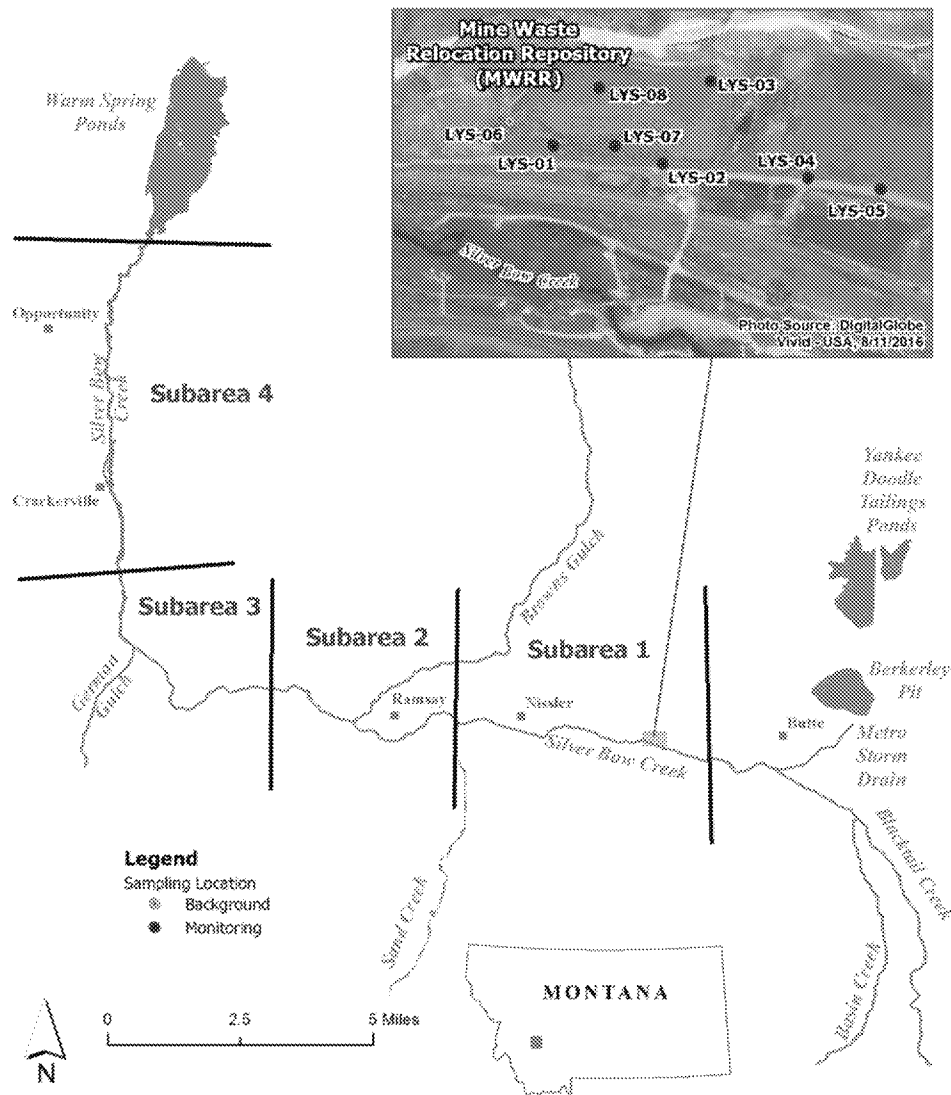 Mine Waste
Relocation Repository
(MWRR)
LYS-08
LYS-03
LYS-06
LYS-07
LYS-01
LYS-02
LYS-04
LYS-05
Silver Bow Creek
Photo Source: DigitalGlobe
Vivid - USA, 8/11/2016
Warm Spring
Ponds
Opportunity
Silver Bow
Creek
Subarea 4
Crackerville
Yankee
Doodle
Tailings
Ponds
Browns Gulch
Subarea 3
Subarea 2
Subarea 1
German
Gulch
Ramsay
Nissler
Silver Bow Creek
Berkerley
Pit
Butte
Metro
Storm
Drain
Blacktail Creek
Basin Creek
Sand Creek
Legend
Sampling Location
Background
Monitoring
MONTANA
0 2.5 5 Miles
N